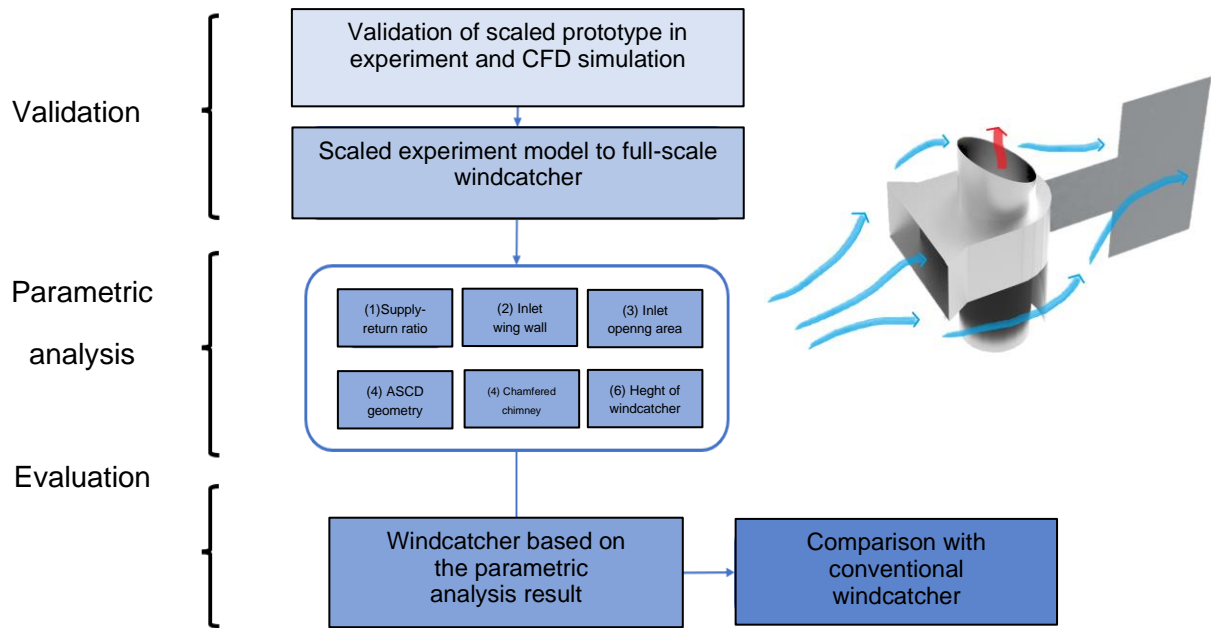 Validation
Validation of scaled prototype in
experiment and CFD simulation
Scaled experiment model to full-scale
windcatcher
Parametric
analysis
(1)Supply-
return ratio
(2) Inlet
wing wall
(3) Inlet
openng area
(4) ASCD
geometry
(4) Chamfered
chimney
(6) Heght of
windcatcher
Evaluation
Windcatcher based on
the parametric
analysis result
Comparison with
conventional
windcatcher